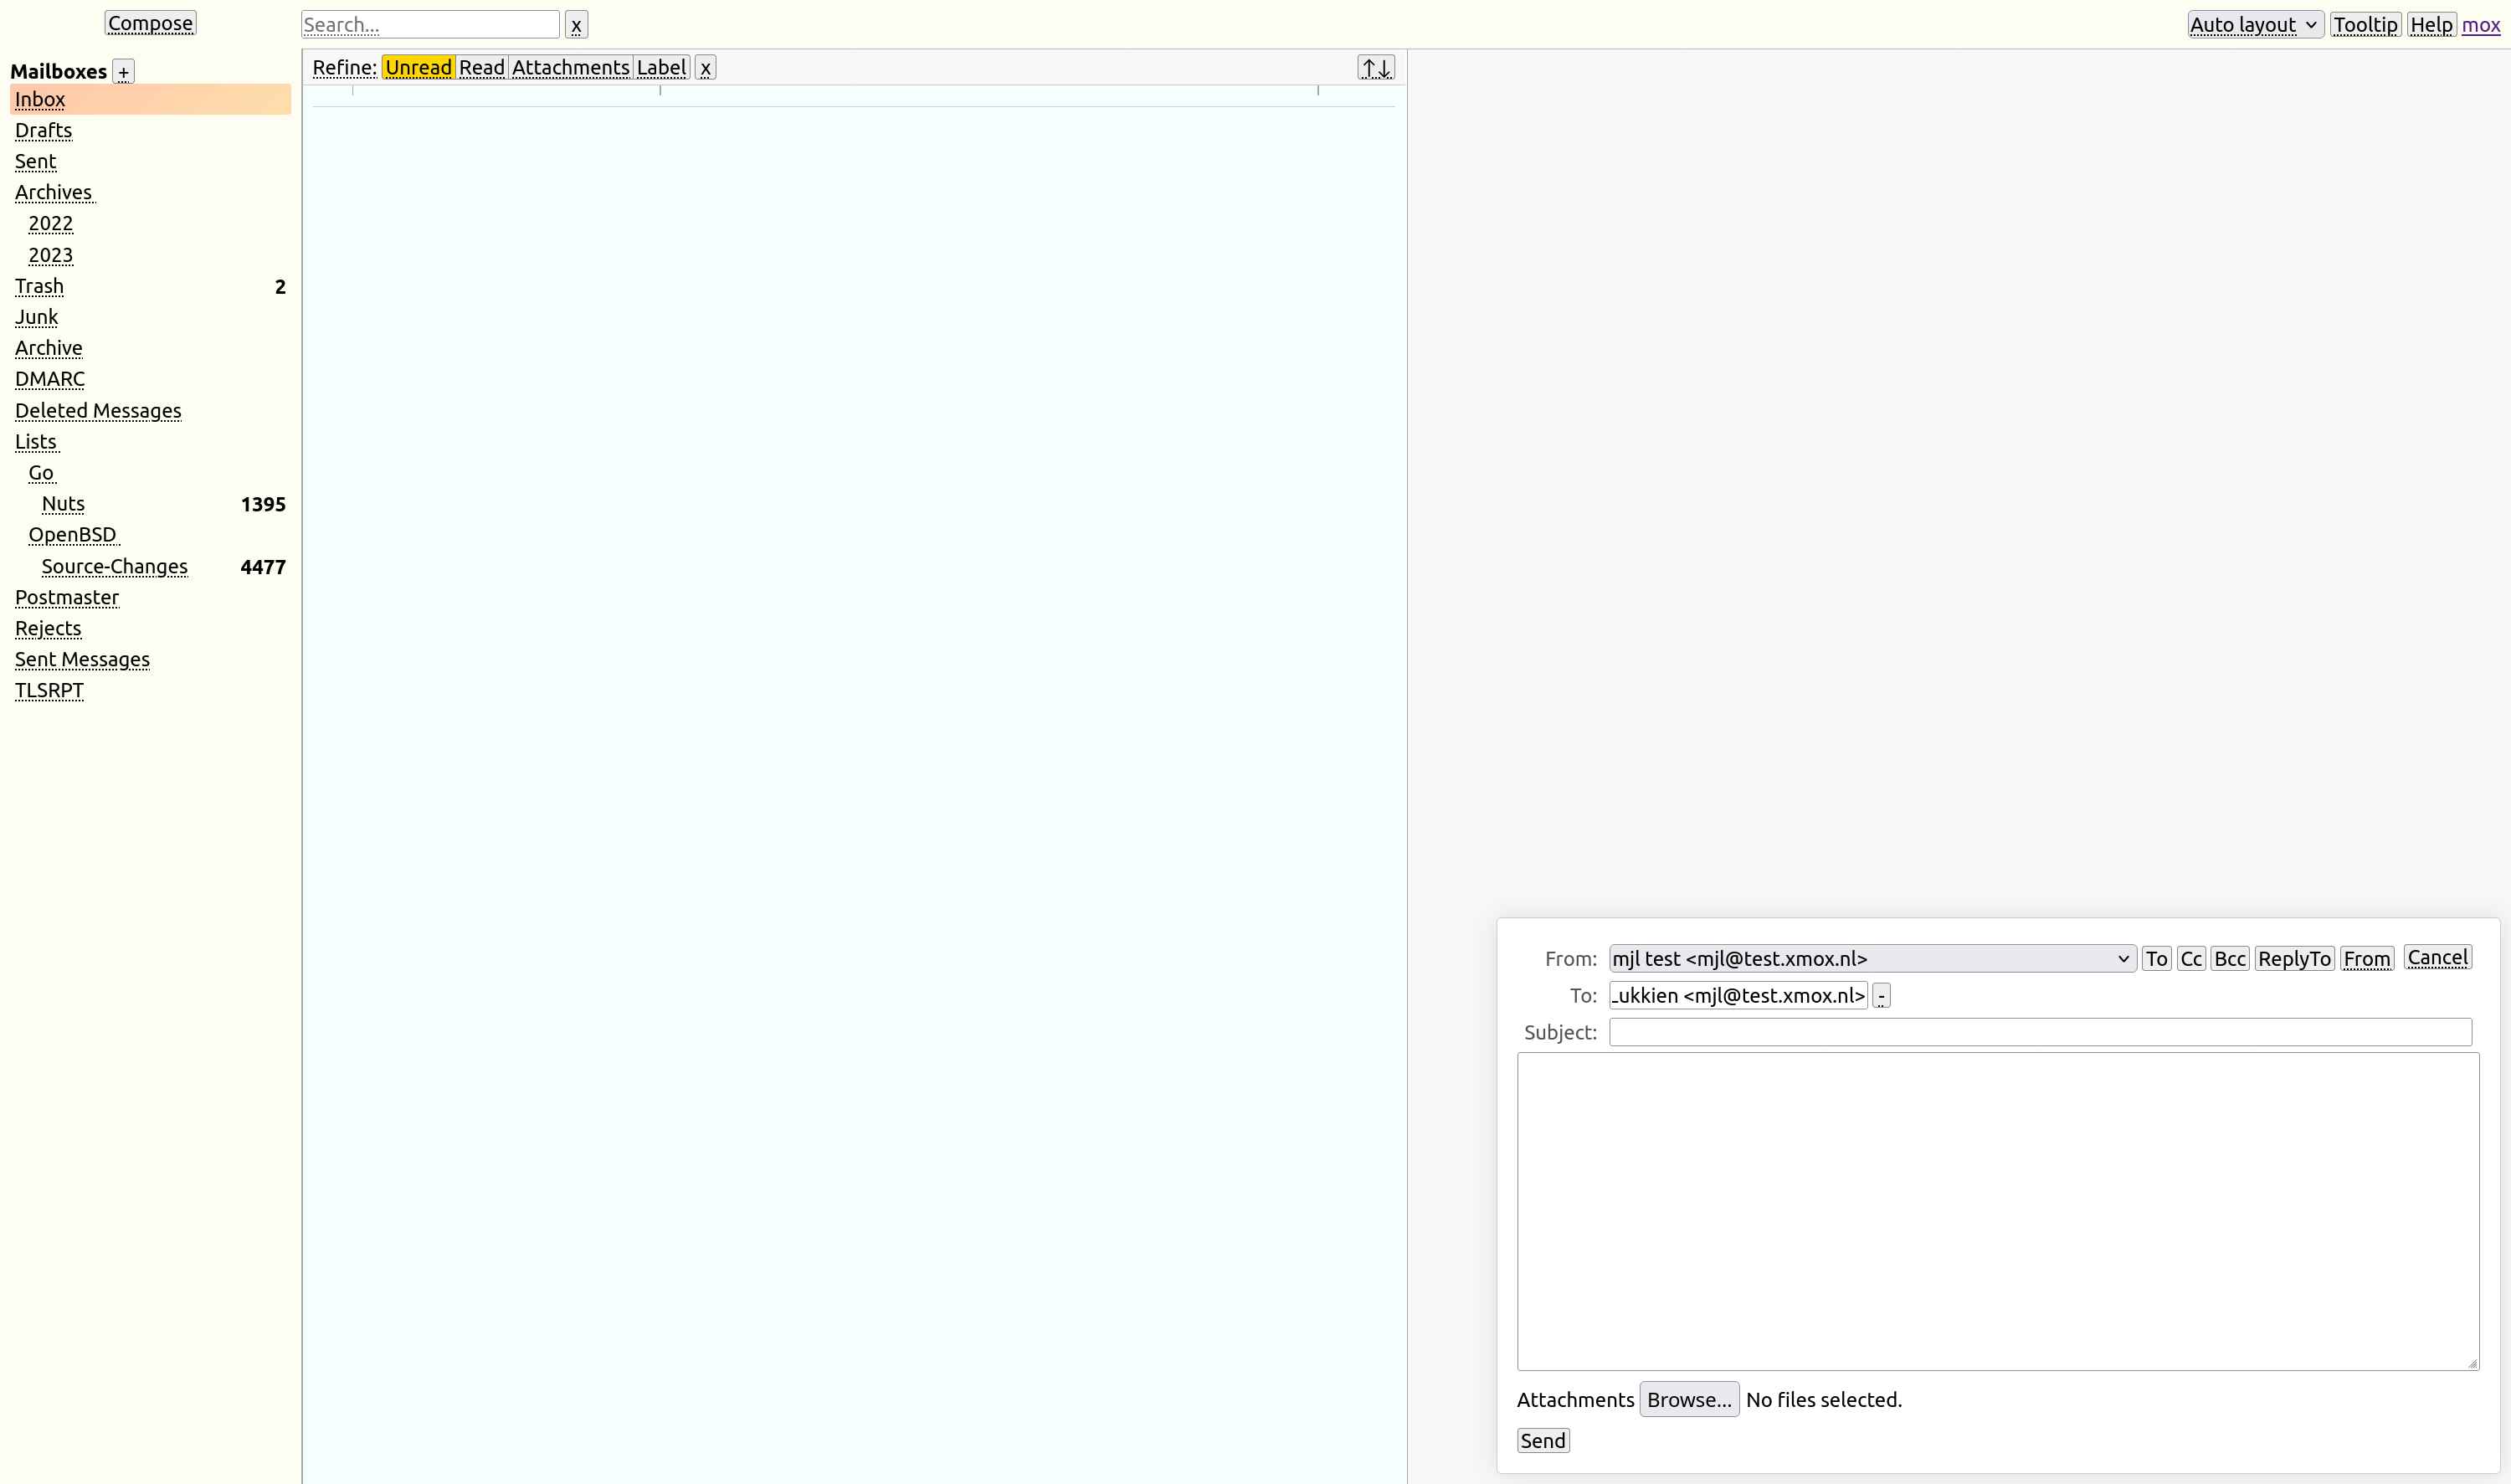 Compose Search... x Auto layout Tooltip Help mox
Mailboxes +
Inbox
Drafts
Sent
Archives
2022
2023
Trash 2
Junk
Archive
DMARC
Deleted Messages
Lists
Go
Nuts 1395
OpenBSD
Source-Changes 4477
Postmaster
Rejects
Sent Messages
TLSRPT
Refine: Unread Read Attachments Label x ↑↓
From: mjl test <mjl@test.xmox.nl> To Cc Bcc ReplyTo From Cancel
To: ukkien <mjl@test.xmox.nl> -
Subject:
Attachments Browse... No files selected.
Send